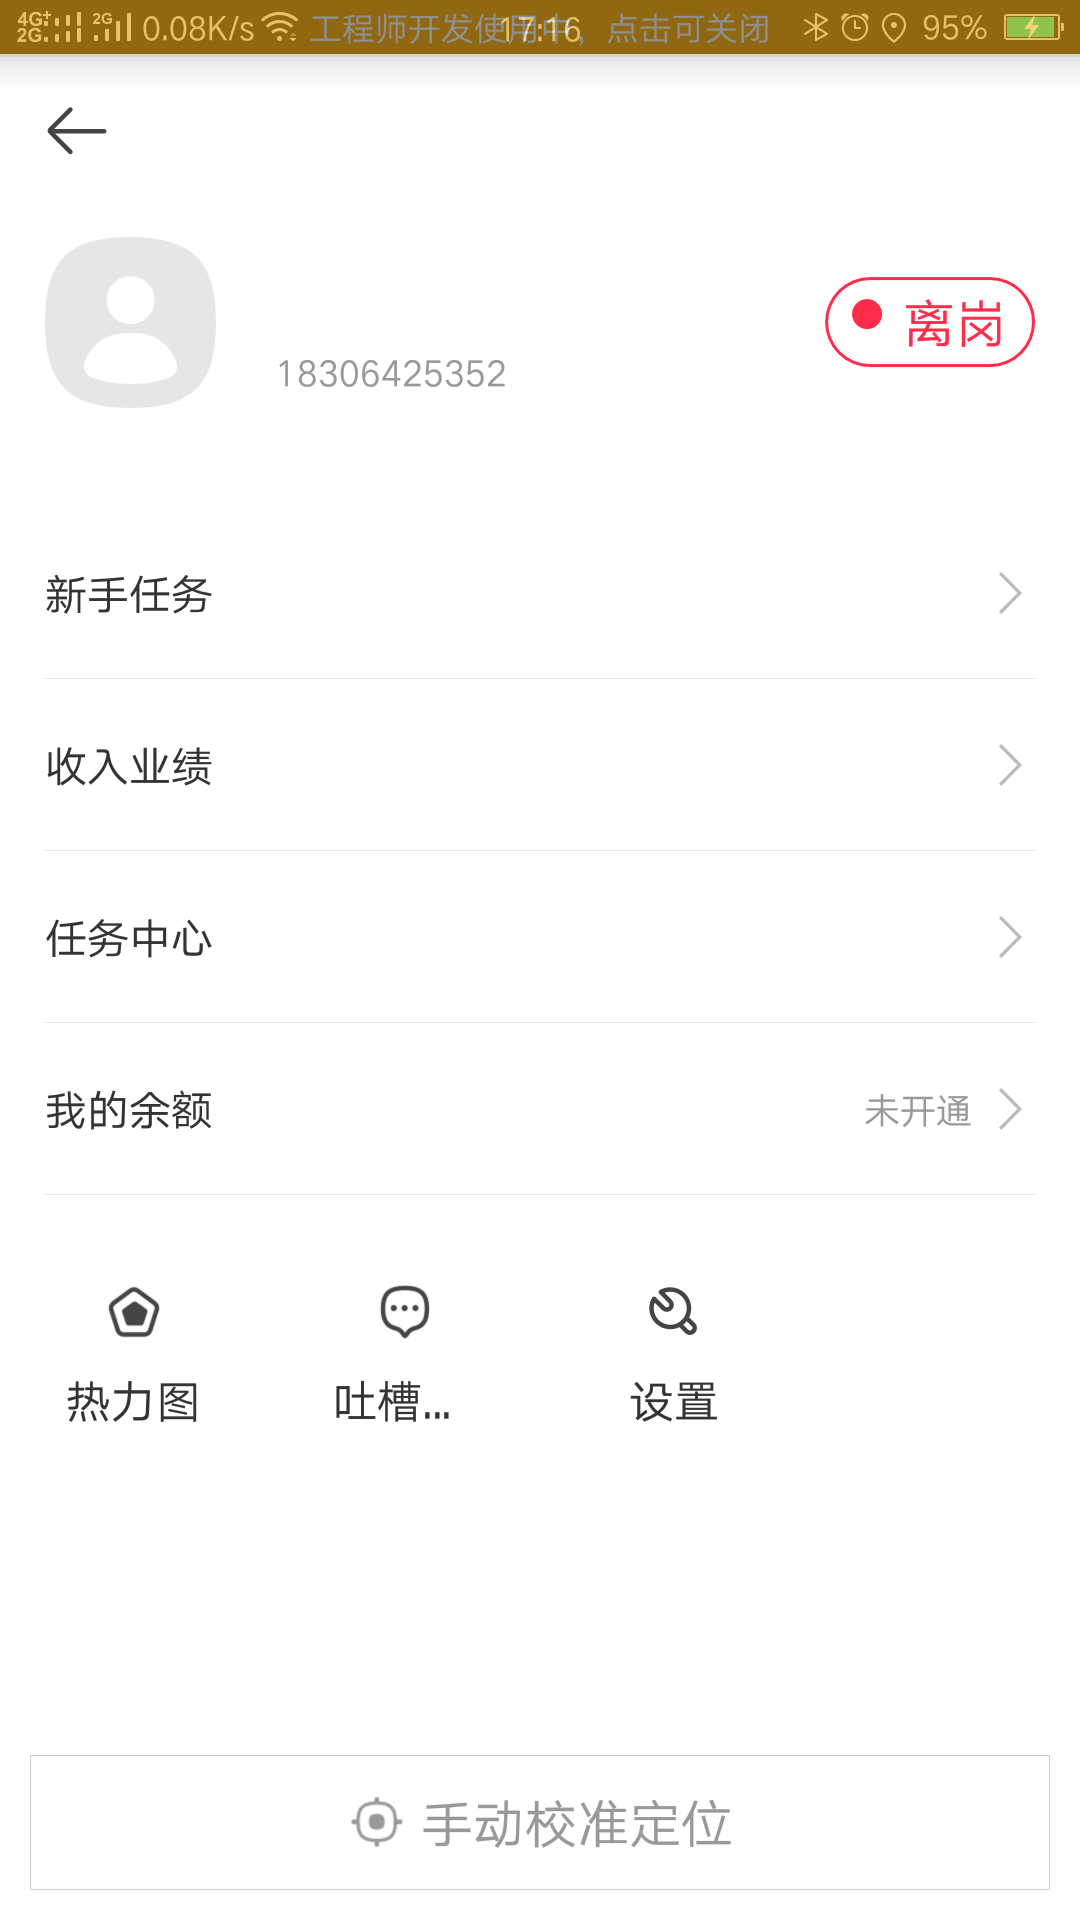 4G+ 2G 2G 0.08K/s 工程师开发使用中，点击可关闭 17:16 95%
离岗
18306425352
新手任务
收入业绩
任务中心
我的余额 未开通
热力图 吐槽... 设置
手动校准定位